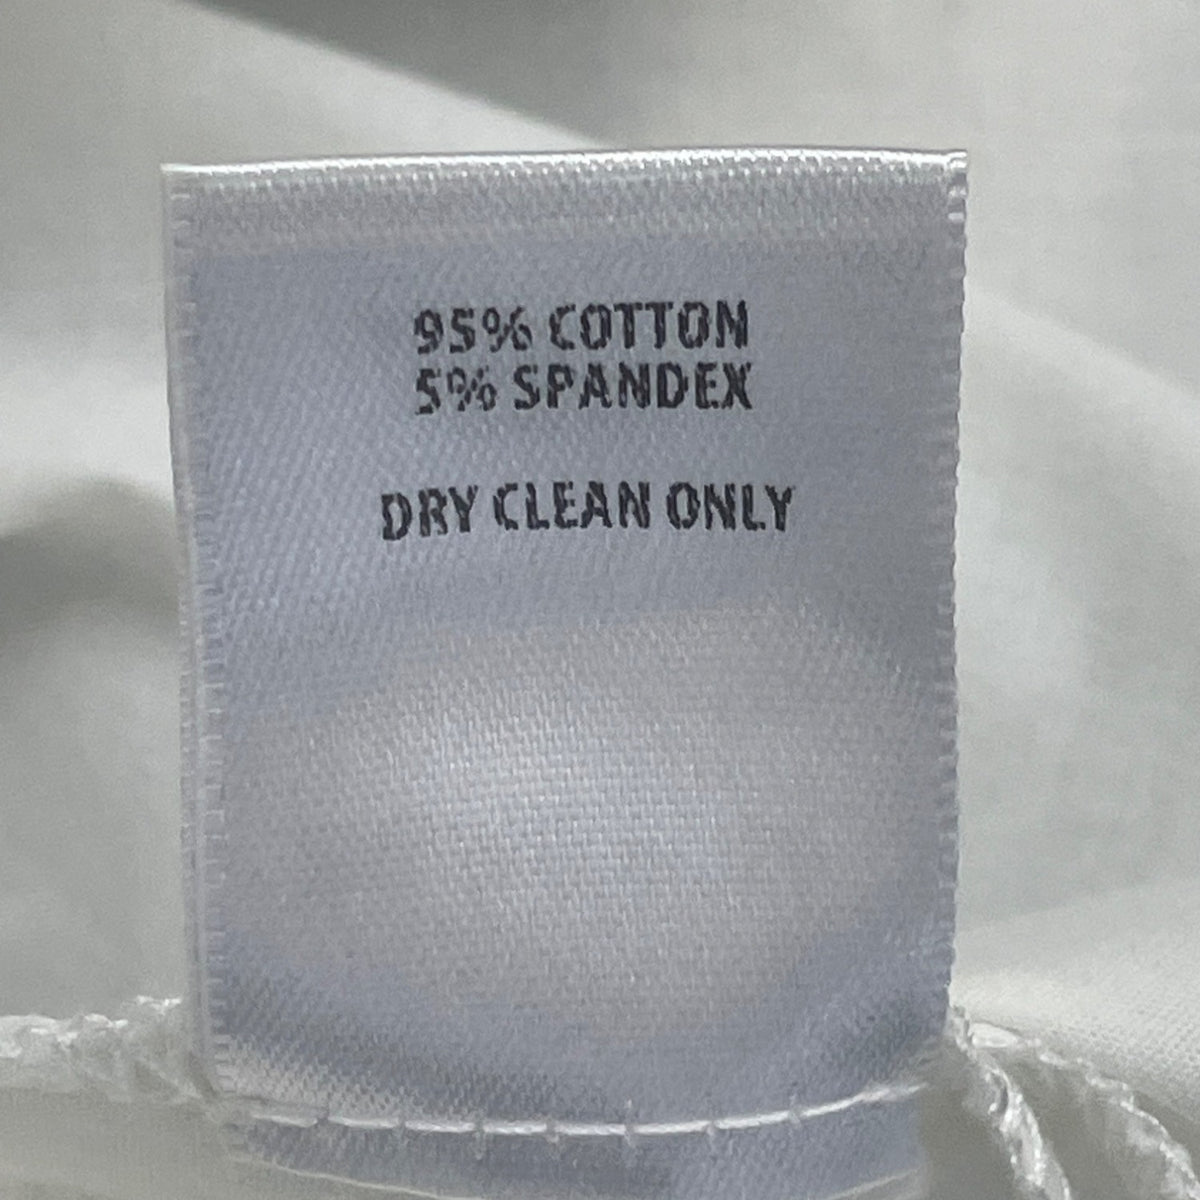 95% COTTON
5% SPANDEX
DRY CLEAN ONLY